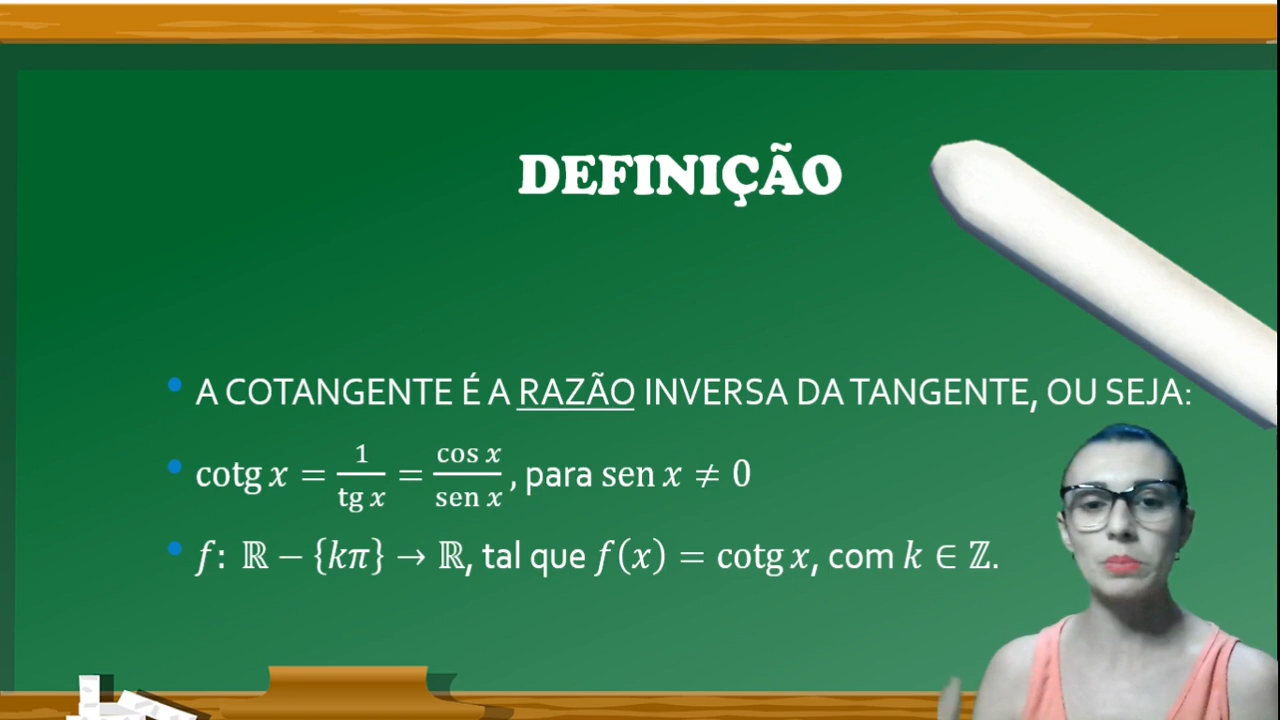 DEFINIÇÃO
• A COTANGENTE É A RAZÃO INVERSA DA TANGENTE, OU SEJA:
• cotg x = 1/tg x = cos x/sen x, para sen x ≠ 0
• f: ℝ − {kπ} → ℝ, tal que f(x) = cotg x, com k ∈ ℤ.